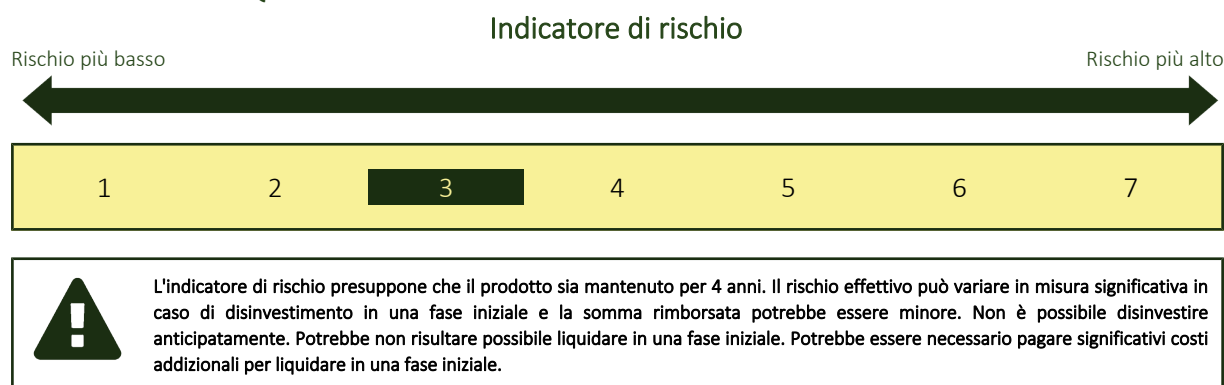 Indicatore di rischio
Rischio più basso
Rischio più alto
1 2 3 4 5 6 7
L'indicatore di rischio presuppone che il prodotto sia mantenuto per 4 anni. Il rischio effettivo può variare in misura significativa in
caso di disinvestimento in una fase iniziale e la somma rimborsata potrebbe essere minore. Non è possibile disinvestire
anticipatamente. Potrebbe non risultare possibile liquidare in una fase iniziale. Potrebbe essere necessario pagare significativi costi
addizionali per liquidare in una fase iniziale.